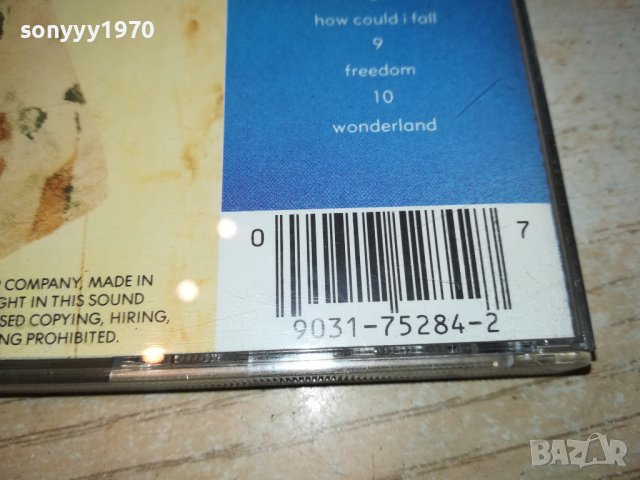 sonyyy1970
how could i fall
9
freedom
10
wonderland
0
7
9031-75284-2
COMPANY, MADE IN
GHT IN THIS SOUND
SED COPYING, HIRING,
NG PROHIBITED.
BAZAR